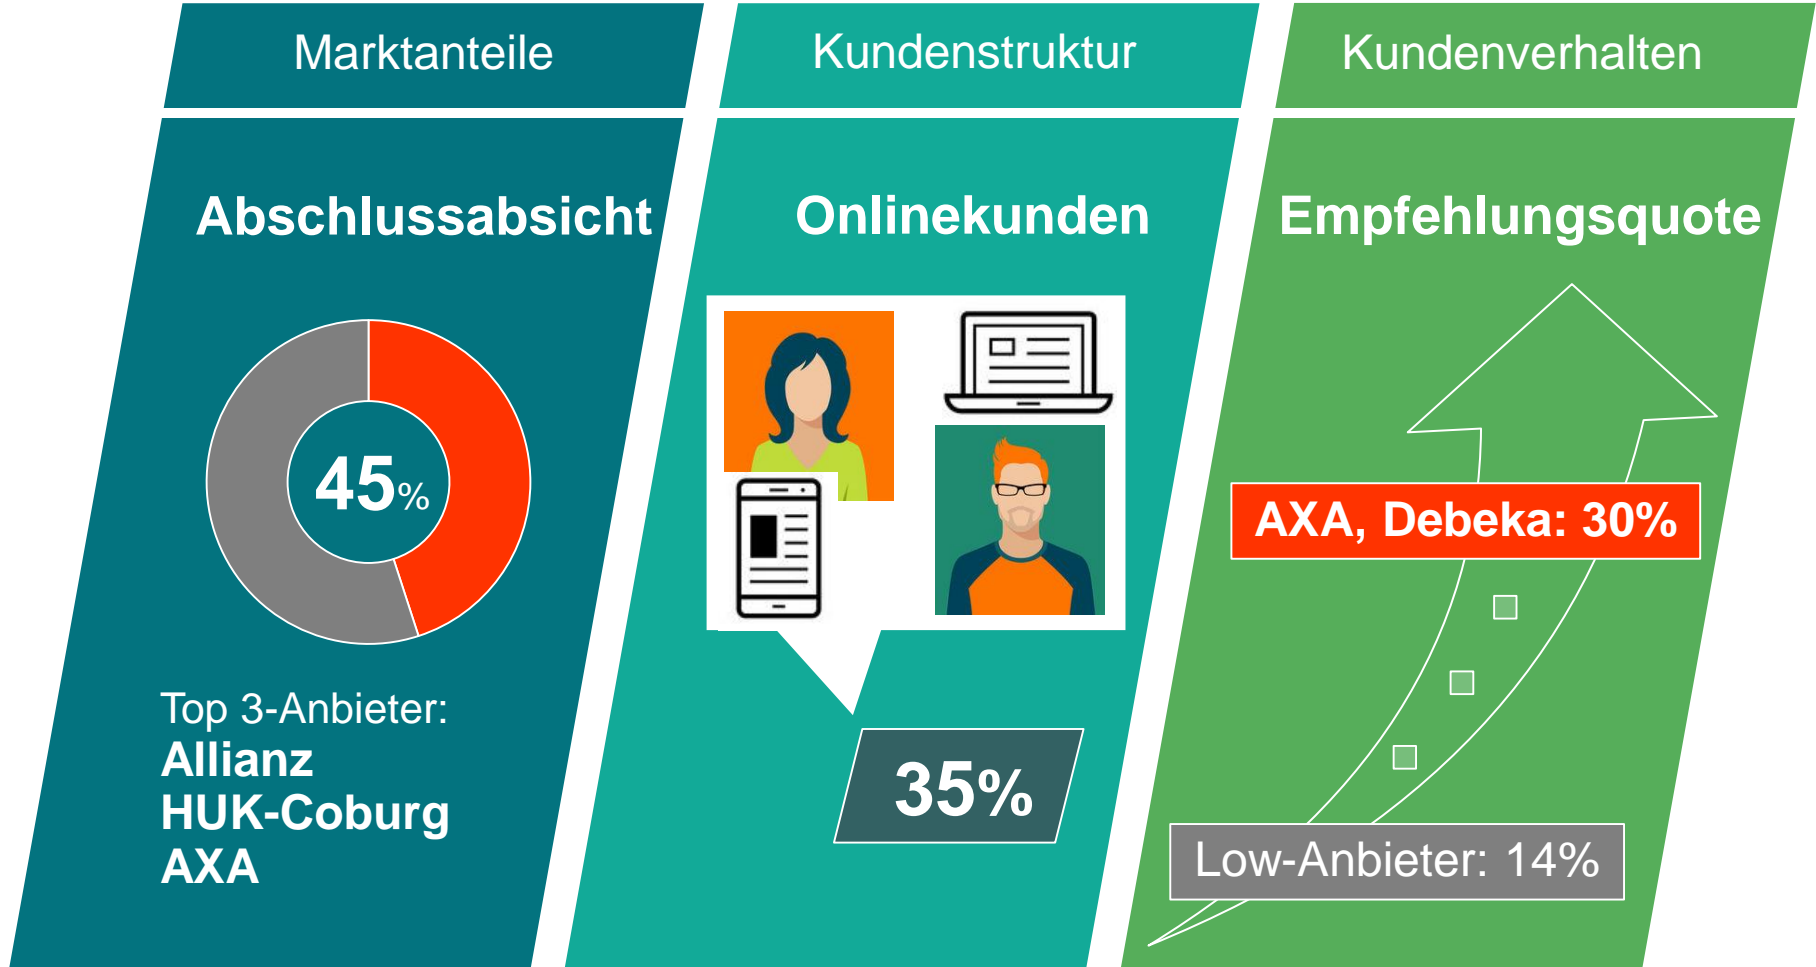 Marktanteile
Abschlussabsicht
45%
Top 3-Anbieter:
Allianz
HUK-Coburg
AXA
Kundenstruktur
Onlinekunden
35%
Kundenverhalten
Empfehlungsquote
AXA, Debeka: 30%
Low-Anbieter: 14%